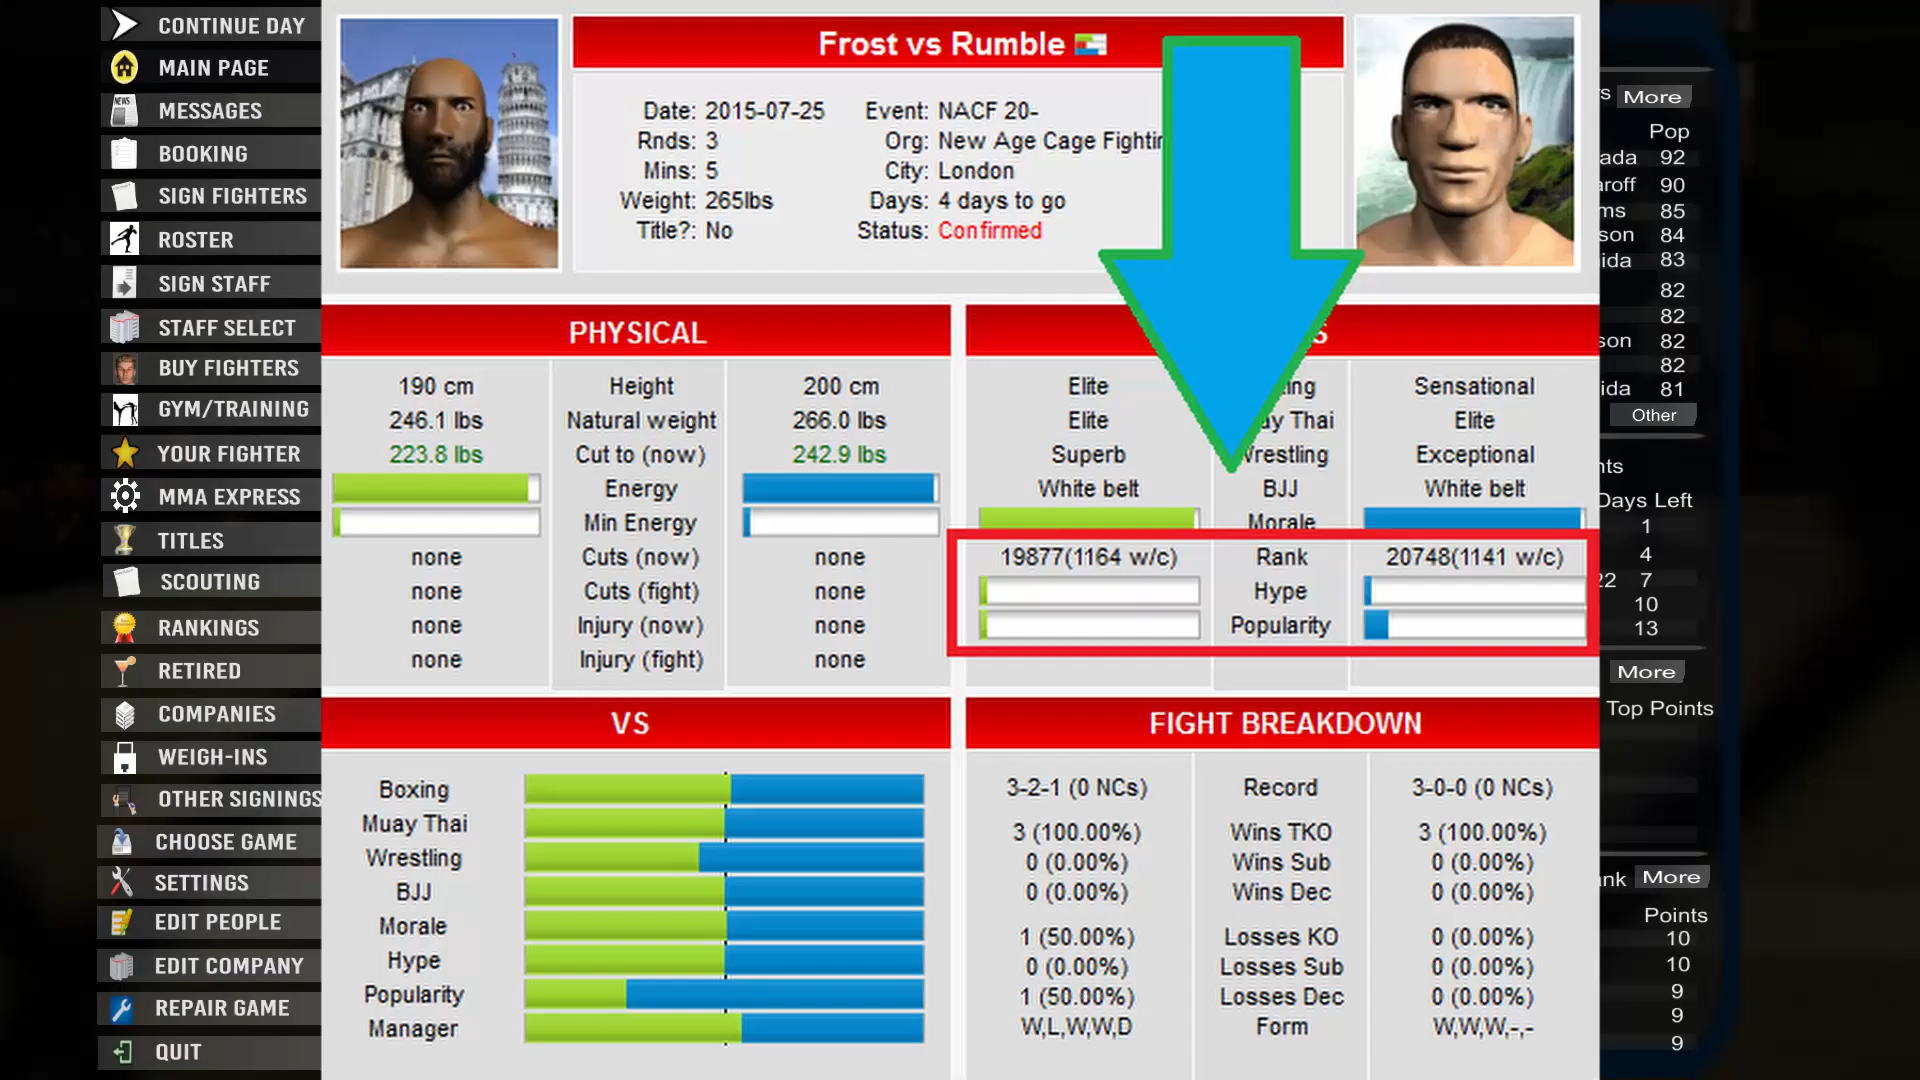 CONTINUE DAY
MAIN PAGE
NEWS
MESSAGES
BOOKING
SIGN FIGHTERS
ROSTER
SIGN STAFF
STAFF SELECT
BUY FIGHTERS
GYM/TRAINING
YOUR FIGHTER
MMA EXPRESS
TITLES
SCOUTING
RANKINGS
RETIRED
COMPANIES
WEIGH-INS
OTHER SIGNINGS
CHOOSE GAME
SETTINGS
EDIT PEOPLE
EDIT COMPANY
REPAIR GAME
QUIT
Frost vs Rumble
Date: 2015-07-25 Event: NACF 20-
Rnds: 3 Org: New Age Cage Fightin
Mins: 5 City: London
Weight: 265lbs Days: 4 days to go
Title?: No Status: Confirmed
PHYSICAL
190 cm Height 200 cm
246.1 lbs Natural weight 266.0 lbs
223.8 lbs Cut to (now) 242.9 lbs
Energy
Min Energy
none Cuts (now) none
none Cuts (fight) none
none Injury (now) none
none Injury (fight) none
S
Elite ing Sensational
Elite ay Thai Elite
Superb Wrestling Exceptional
White belt BJJ White belt
Morale
19877(1164 w/c) Rank 20748(1141 w/c)
Hype
Popularity
VS
Boxing
Muay Thai
Wrestling
BJJ
Morale
Hype
Popularity
Manager
FIGHT BREAKDOWN
3-2-1 (0 NCs) Record 3-0-0 (0 NCs)
3 (100.00%) Wins TKO 3 (100.00%)
0 (0.00%) Wins Sub 0 (0.00%)
0 (0.00%) Wins Dec 0 (0.00%)
1 (50.00%) Losses KO 0 (0.00%)
0 (0.00%) Losses Sub 0 (0.00%)
1 (50.00%) Losses Dec 0 (0.00%)
W,L,W,W,D Form W,W,W,-,-
s More
Pop
ada 92
aroff 90
ms 85
son 84
ida 83
82
82
son 82
82
ida 81
Other
nts
Days Left
1
4
22 7
10
13
More
Top Points
nk More
Points
10
10
9
9
9